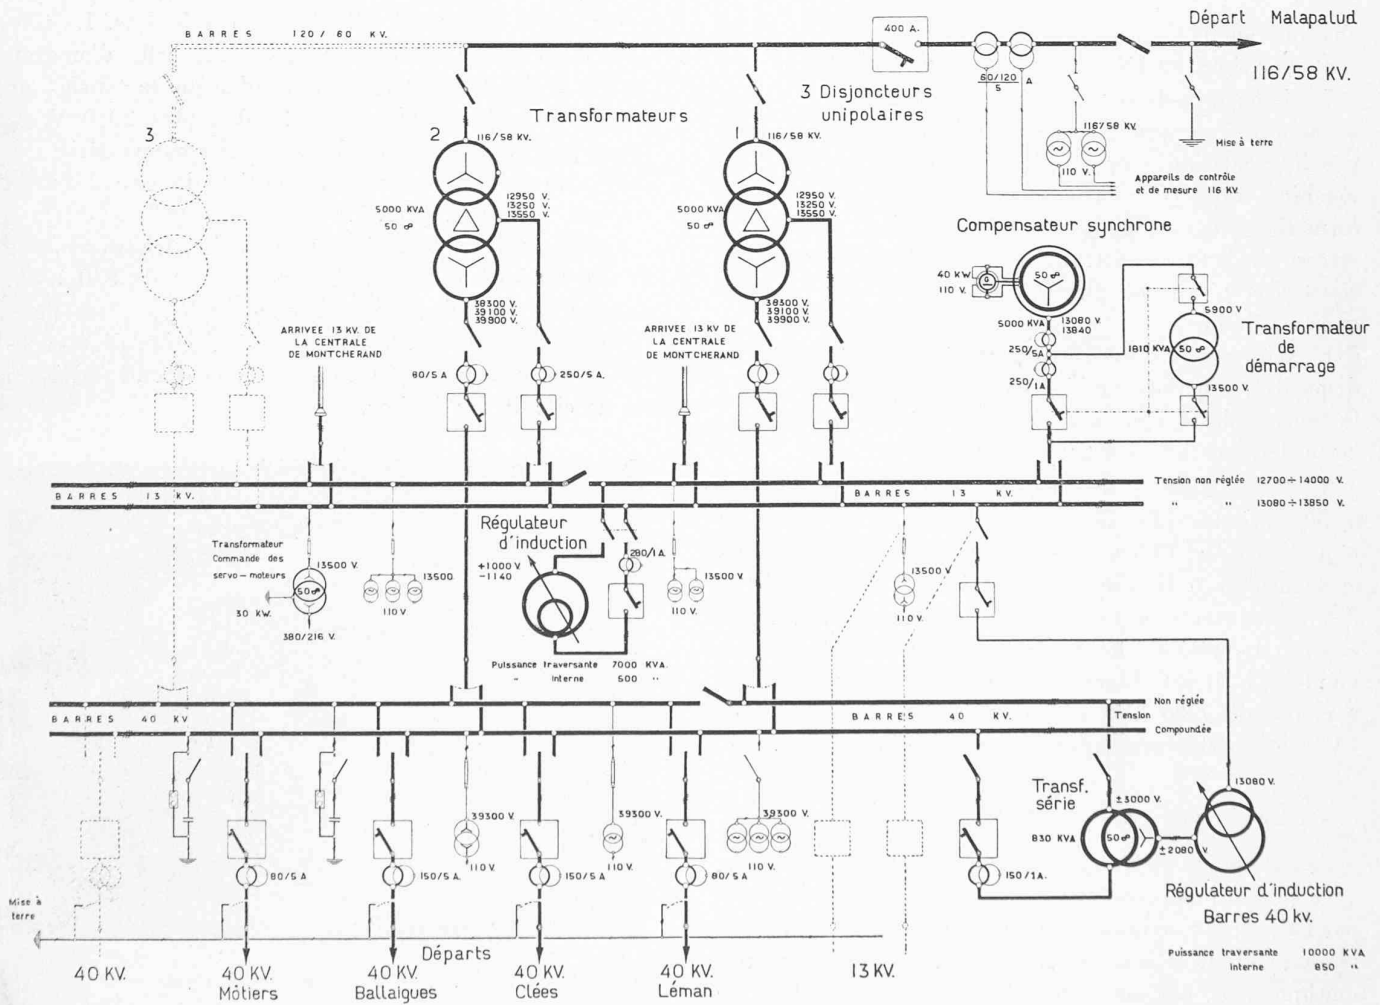 Départ Malapalud
BARRES 120/60 KV.
400 A.
116/58 KV.
60/120 A
5
3 Disjoncteurs
unipolaires
Transformateurs
3
2
1
116/58 KV.
116/58 KV.
116/58 KV.
Mise à terre
110 V.
Appareils de contrôle
et de mesure 116 KV
12950 V.
13250 V.
13550 V.
5000 KVA
50 ∞
12950 V.
13250 V.
13550 V.
5000 KVA
50 ∞
Compensateur synchrone
40 KW
110 V.
G
50 ∞
5000 KVA
13080 V.
13840
250/5A
250/1A
5900 V
1810 KVA
50 ∞
13500 V.
Transformateur
de
démarrage
38300 V.
39100 V.
39900 V.
38300 V.
39100 V.
39900 V.
ARRIVEE 13 KV. DE
LA CENTRALE
DE MONTCHERAND
ARRIVEE 13 KV DE
LA CENTRALE
DE MONTCHERAND
80/5 A
250/5 A.
BARRES 13 KV.
BARRES 13 KV.
Tension non réglée 12700÷14000 V.
" " 13080÷13850 V.
Régulateur
d'induction
Transformateur
Commande des
servo-moteurs
13500 V.
50 ∞
30 KW.
380/216 V.
13500
110 V.
+1000 V.
-1140
280/1A.
13500 V.
110 V.
13500 V
110 V.
Puissance traversante 7000 KVA.
" interne 500 "
BARRES 40 KV
BARRES 40 KV.
Non réglée
Tension
Compoundée
39300 V.
110 V.
39300 V.
110 V.
39300 V.
110 V.
80/5 A
150/5 A.
150/5 A
80/5 A
150/1A.
Transf.
série
±3000 V.
830 KVA
50 ∞
±2080 V.
13080 V.
Régulateur d'induction
Barres 40 kv.
Puissance traversante 10000 KVA
interne 850 "
Mise à
terre
Départs
40 KV.
40 KV.
Môtiers
40 KV.
Ballaigues
40 KV.
Clées
40 KV.
Léman
13 KV.